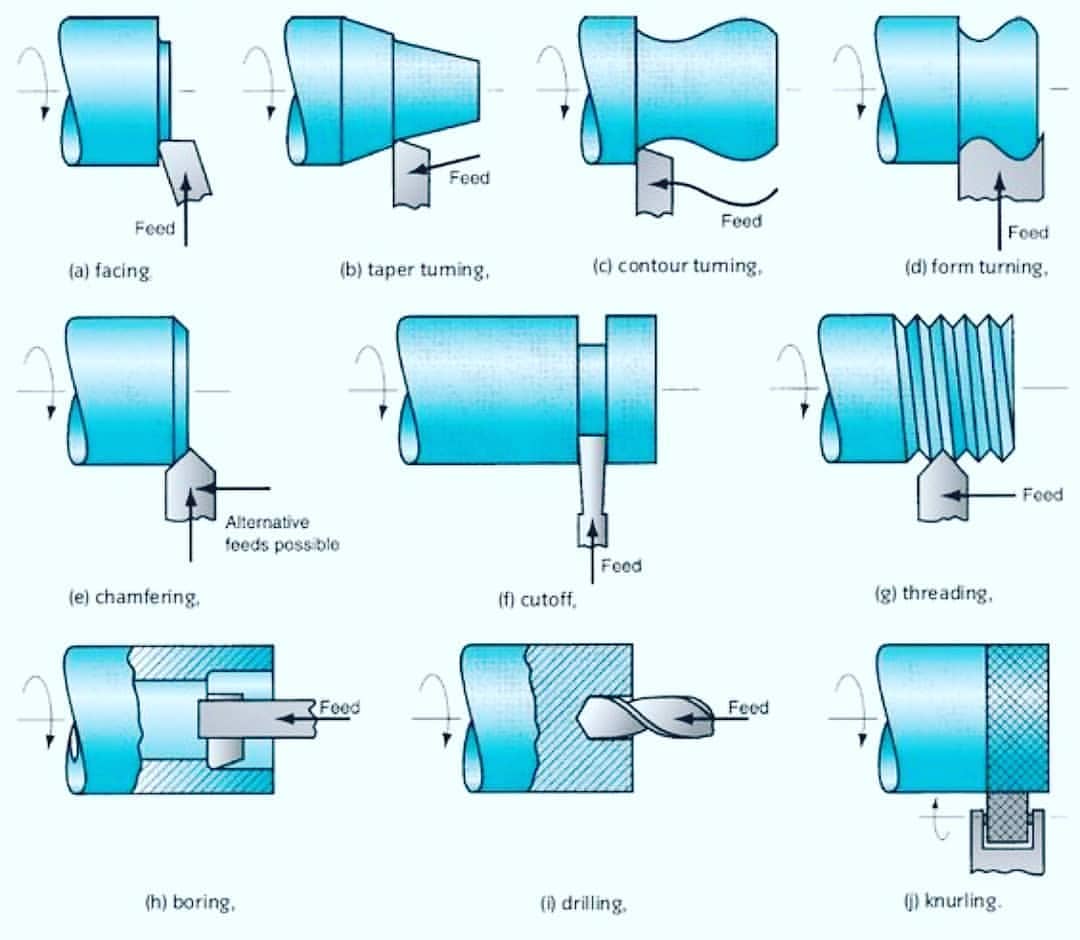 Feed
(a) facing
Feed
(b) taper turning,
Feed
(c) contour turning,
Feed
(d) form turning,
Alternative
feeds possible
(e) chamfering,
Feed
(f) cutoff,
Feed
(g) threading,
Feed
(h) boring,
Feed
(i) drilling,
(j) knurling.